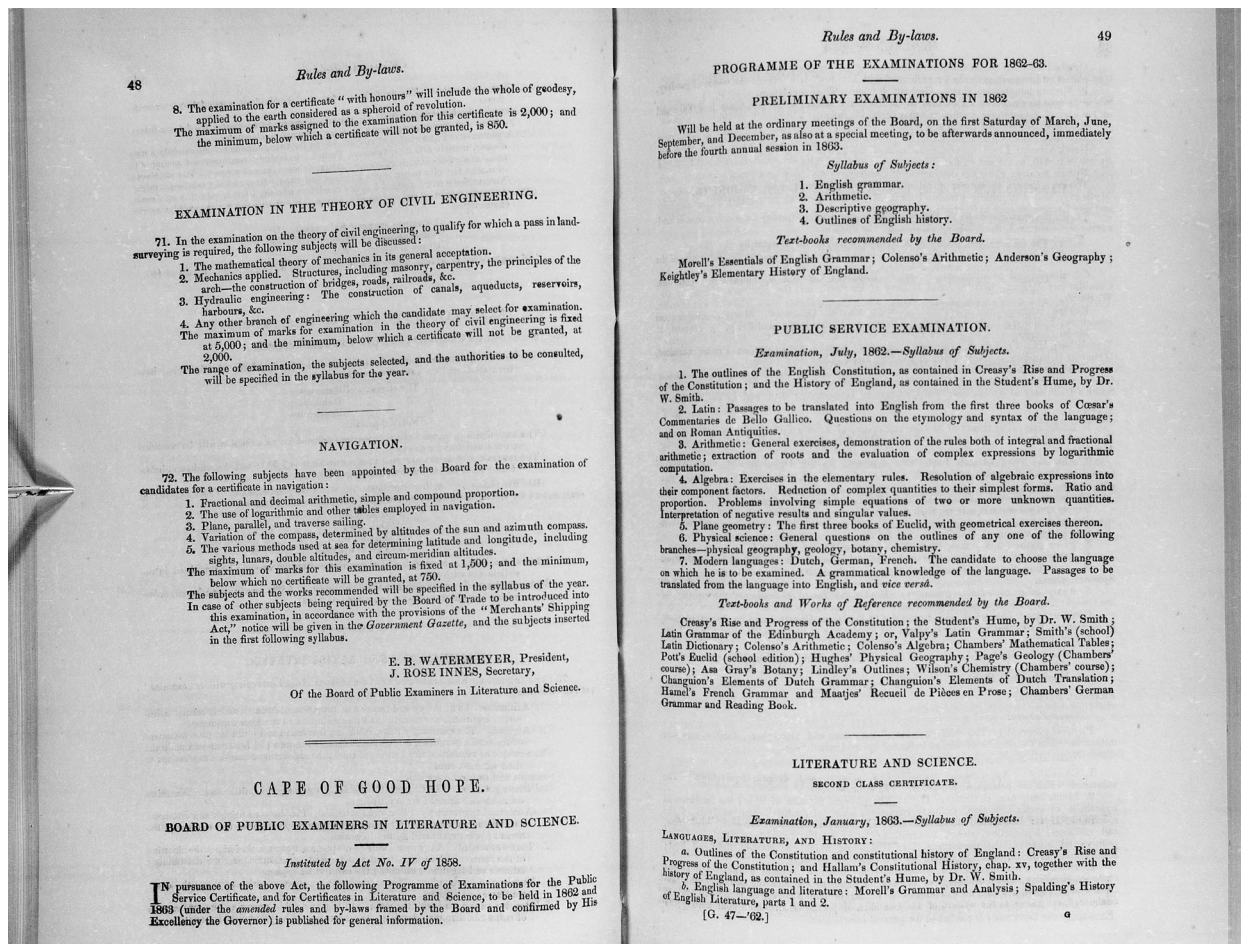 48
Rules and By-laws.
8. The examination for a certificate “ with honours” will include the whole of geodesy,
applied to the earth considered as a spheroid of revolution.
The maximum of marks assigned to the examination for this certificate is 2,000 ; and
the minimum, below which a certificate will not be granted, is 850.
EXAMINATION IN THE THEORY OF CIVIL ENGINEERING.
71. In the examination on the theory of civil engineering, to qualify for which a pass in land-
surveying is required, the following subjects will be discussed :
1. The mathematical theory of mechanics in its general acceptation.
2. Mechanics applied. Structures, including masonry, carpentry, the principles of the
arch—the construction of bridges, roads, railroads, &c.
3. Hydraulic engineering : The construction of canals, aqueducts, reservoirs,
harbours, &c.
4. Any other branch of engineering which the candidate may select for examination.
The maximum of marks for examination in the theory of civil engineering is fixed
at 5,000 ; and the minimum, below which a certificate will not be granted, at
2,000.
The range of examination, the subjects selected, and the authorities to be consulted,
will be specified in the syllabus for the year.
NAVIGATION.
72. The following subjects have been appointed by the Board for the examination of
candidates for a certificate in navigation :
1. Fractional and decimal arithmetic, simple and compound proportion.
2. The use of logarithmic and other tables employed in navigation.
3. Plane, parallel, and traverse sailing.
4. Variation of the compass, determined by altitudes of the sun and azimuth compass.
5. The various methods used at sea for determining latitude and longitude, including
sights, lunars, double altitudes, and circum-meridian altitudes.
The maximum of marks for this examination is fixed at 1,500 ; and the minimum,
below which no certificate will be granted, at 750.
The subjects and the works recommended will be specified in the syllabus of the year.
In case of other subjects being required by the Board of Trade to be introduced into
this examination, in accordance with the provisions of the “ Merchants’ Shipping
Act,” notice will be given in the Government Gazette, and the subjects inserted
in the first following syllabus.
E. B. WATERMEYER, President,
J. ROSE INNES, Secretary,
Of the Board of Public Examiners in Literature and Science.
CAPE OF GOOD HOPE.
BOARD OF PUBLIC EXAMINERS IN LITERATURE AND SCIENCE.
Instituted by Act No. IV of 1858.
IN pursuance of the above Act, the following Programme of Examinations for the Public
Service Certificate, and for Certificates in Literature and Science, to be held in 1862 and
1863 (under the amended rules and by-laws framed by the Board and confirmed by His
Excellency the Governor) is published for general information.
Rules and By-laws.
49
PROGRAMME OF THE EXAMINATIONS FOR 1862–63.
PRELIMINARY EXAMINATIONS IN 1862
Will be held at the ordinary meetings of the Board, on the first Saturday of March, June,
September, and December, as also at a special meeting, to be afterwards announced, immediately
before the fourth annual session in 1863.
Syllabus of Subjects :
1. English grammar.
2. Arithmetic.
3. Descriptive geography.
4. Outlines of English history.
Text-books recommended by the Board.
Morell’s Essentials of English Grammar ; Colenso’s Arithmetic ; Anderson’s Geography ;
Keightley’s Elementary History of England.
PUBLIC SERVICE EXAMINATION.
Examination, July, 1862.—Syllabus of Subjects.
1. The outlines of the English Constitution, as contained in Creasy’s Rise and Progress
of the Constitution ; and the History of England, as contained in the Student’s Hume, by Dr.
W. Smith.
2. Latin : Passages to be translated into English from the first three books of Cœsar’s
Commentaries de Bello Gallico. Questions on the etymology and syntax of the language ;
and on Roman Antiquities.
3. Arithmetic : General exercises, demonstration of the rules both of integral and fractional
arithmetic ; extraction of roots and the evaluation of complex expressions by logarithmic
computation.
4. Algebra : Exercises in the elementary rules. Resolution of algebraic expressions into
their component factors. Reduction of complex quantities to their simplest forms. Ratio and
proportion. Problems involving simple equations of two or more unknown quantities.
Interpretation of negative results and singular values.
5. Plane geometry : The first three books of Euclid, with geometrical exercises thereon.
6. Physical science : General questions on the outlines of any one of the following
branches—physical geography, geology, botany, chemistry.
7. Modern languages : Dutch, German, French. The candidate to choose the language
on which he is to be examined. A grammatical knowledge of the language. Passages to be
translated from the language into English, and vice versâ.
Text-books and Works of Reference recommended by the Board.
Creasy’s Rise and Progress of the Constitution ; the Student’s Hume, by Dr. W. Smith ;
Latin Grammar of the Edinburgh Academy ; or, Valpy’s Latin Grammar ; Smith’s (school)
Latin Dictionary ; Colenso’s Arithmetic ; Colenso’s Algebra ; Chambers’ Mathematical Tables ;
Pott’s Euclid (school edition) ; Hughes’ Physical Geography ; Page’s Geology (Chambers’
course) ; Asa Gray’s Botany ; Lindley’s Outlines ; Wilson’s Chemistry (Chambers’ course) ;
Changuion’s Elements of Dutch Grammar ; Changuion’s Elements of Dutch Translation ;
Hamel’s French Grammar and Maatjes’ Recueil de Pièces en Prose ; Chambers’ German
Grammar and Reading Book.
LITERATURE AND SCIENCE.
SECOND CLASS CERTIFICATE.
Examination, January, 1863.—Syllabus of Subjects.
LANGUAGES, LITERATURE, AND HISTORY :
a. Outlines of the Constitution and constitutional history of England : Creasy’s Rise and
Progress of the Constitution ; and Hallam’s Constitutional History, chap. xv, together with the
history of England, as contained in the Student’s Hume, by Dr. W. Smith.
b. English language and literature : Morell’s Grammar and Analysis ; Spalding’s History
of English Literature, parts 1 and 2.
[G. 47—’62.]
G